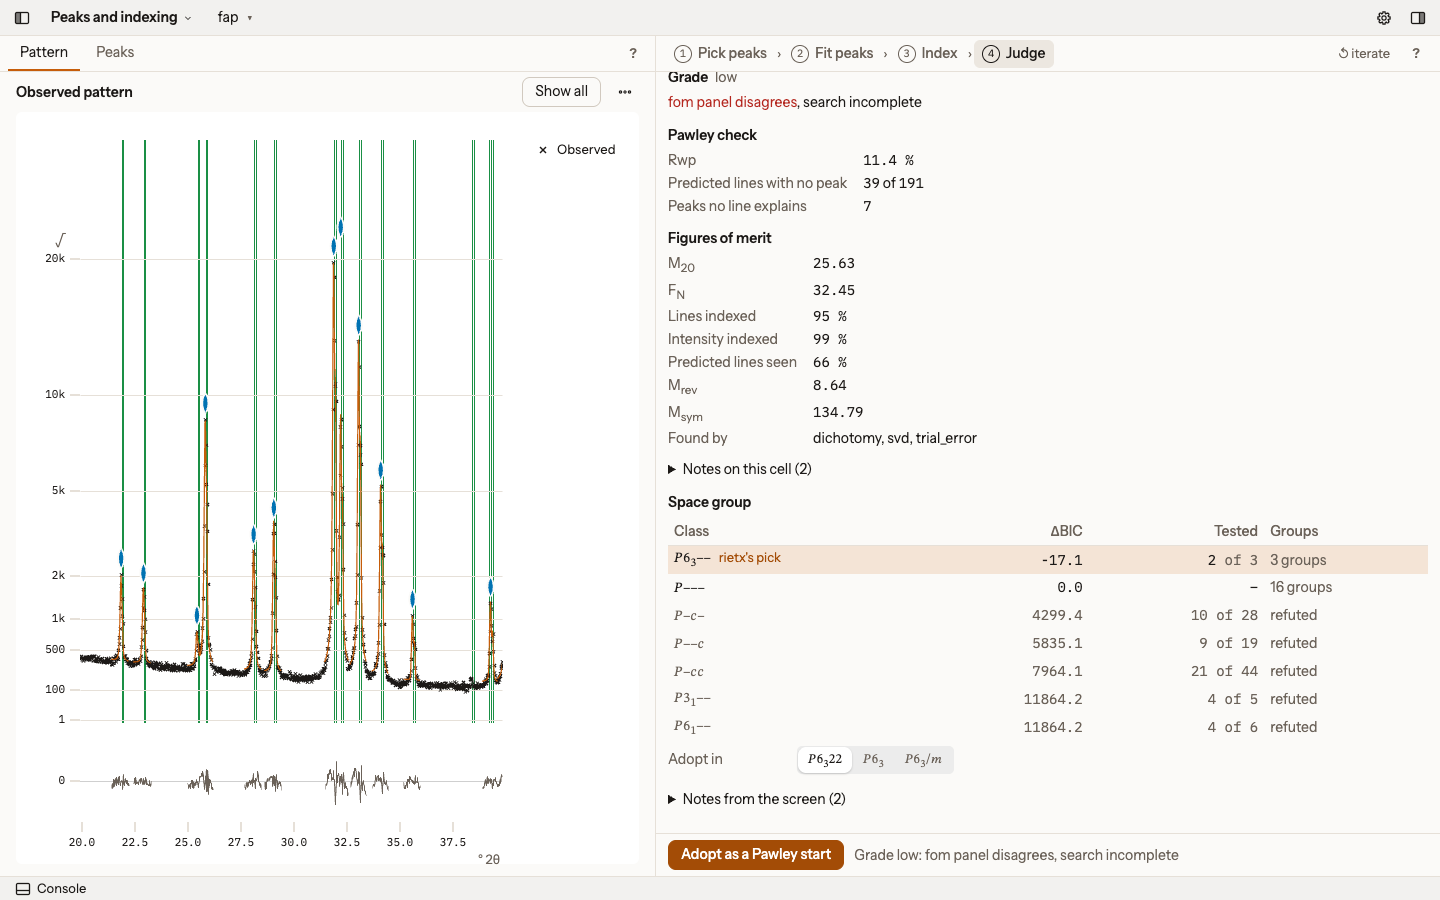 Peaks and indexing fap
Pattern Peaks ?
1 Pick peaks › 2 Fit peaks › 3 Index › 4 Judge iterate ?
Observed pattern Show all •••
× Observed
√
20k
10k
5k
2k
1k
500
100
1
0
20.0 22.5 25.0 27.5 30.0 32.5 35.0 37.5
°2θ
Grade low
fom panel disagrees, search incomplete
Pawley check
Rwp 11.4 %
Predicted lines with no peak 39 of 191
Peaks no line explains 7
Figures of merit
M20 25.63
FN 32.45
Lines indexed 95 %
Intensity indexed 99 %
Predicted lines seen 66 %
Mrev 8.64
Msym 134.79
Found by dichotomy, svd, trial_error
Notes on this cell (2)
Space group
Class ΔBIC Tested Groups
P63–– rietx's pick -17.1 2 of 3 3 groups
P––– 0.0 – 16 groups
P–c– 4299.4 10 of 28 refuted
P––c 5835.1 9 of 19 refuted
P–cc 7964.1 21 of 44 refuted
P31–– 11864.2 4 of 5 refuted
P61–– 11864.2 4 of 6 refuted
Adopt in P6322 P63 P63/m
Notes from the screen (2)
Adopt as a Pawley start Grade low: fom panel disagrees, search incomplete
Console